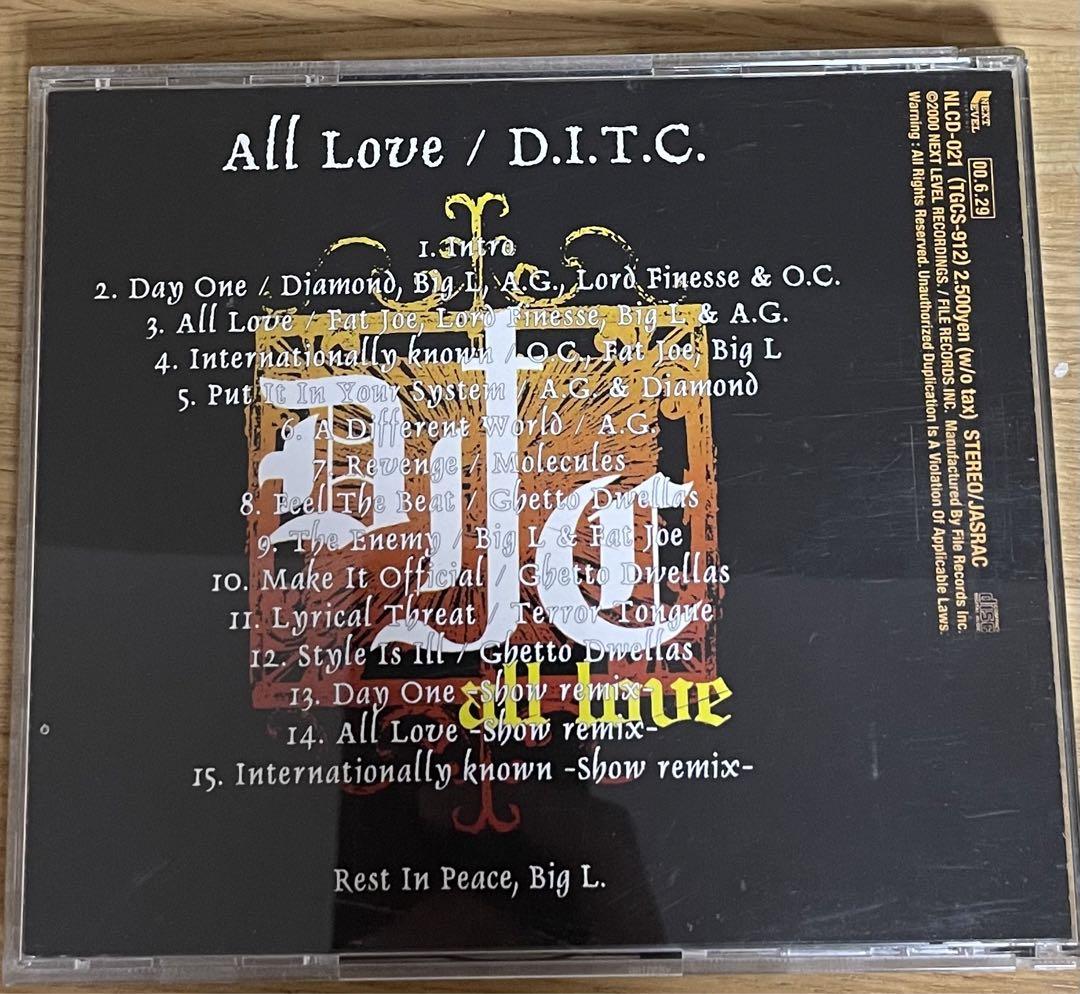 All Love / D.I.T.C.
1. Intro
2. Day One / Diamond, Big L, A.G., Lord Finesse & O.C.
3. All Love / Fat Joe, Lord Finesse, Big L & A.G.
4. Internationally known / O.C., Fat Joe, Big L
5. Put It In Your System / A.G. & Diamond
6. A Different World / A.G.
7. Revenge / Molecules
8. Feel The Beat / Ghetto Dwellas
9. The Enemy / Big L & Fat Joe
10. Make It Official / Ghetto Dwellas
11. Lyrical Threat / Terror Tongue
12. Style Is Ill / Ghetto Dwellas
13. Day One -Show remix-
14. All Love -Show remix-
15. Internationally known -Show remix-
Rest In Peace, Big L.
DITC
all love
NEXT LEVEL
00.6.29
NLCD-021 (TGCS-912) 2.500yen (w/o tax) STEREO/JASRAC
©2000 NEXT LEVEL RECORDINGS. / FILE RECORDS INC. Manufactured By File Records Inc.
Warning : All Rights Reserved. Unauthorized Duplication Is A Violation Of Applicable Laws.
disc